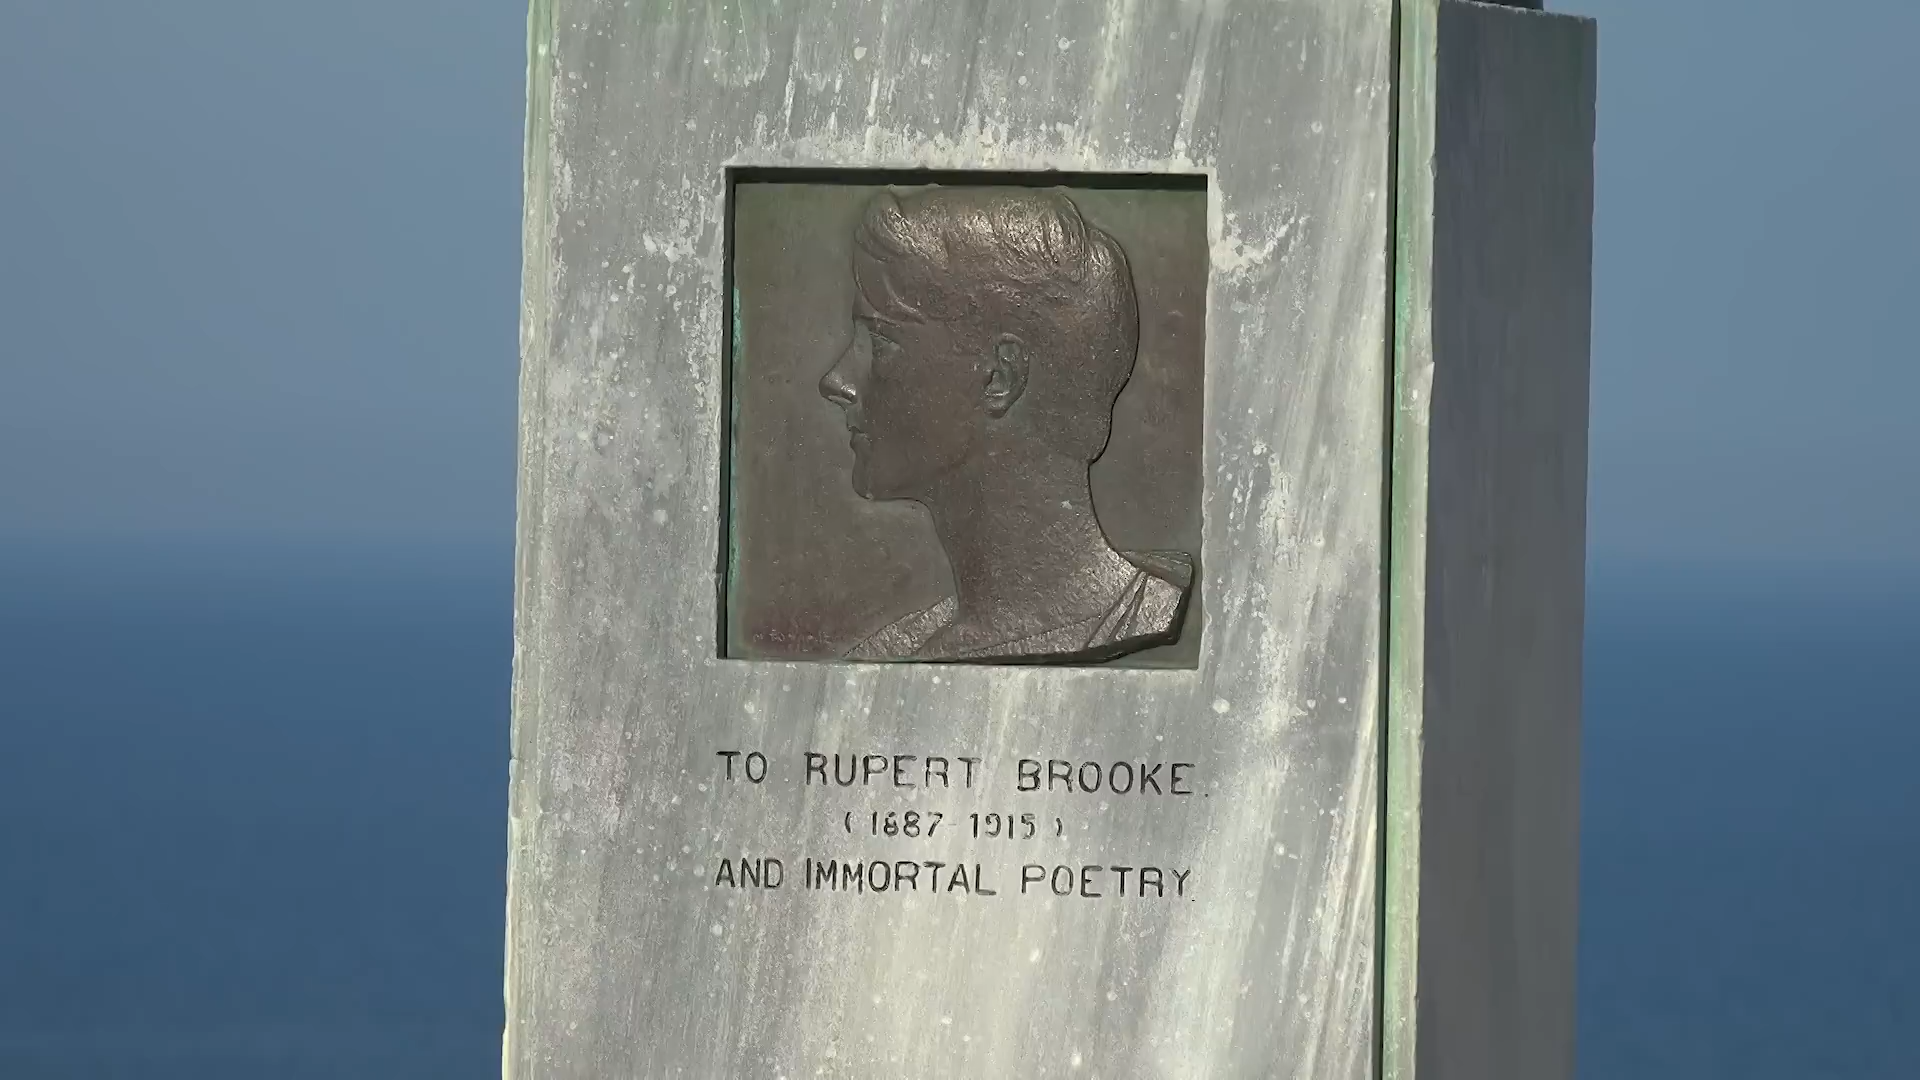 TO RUPERT BROOKE.
(1887-1915)
AND IMMORTAL POETRY.